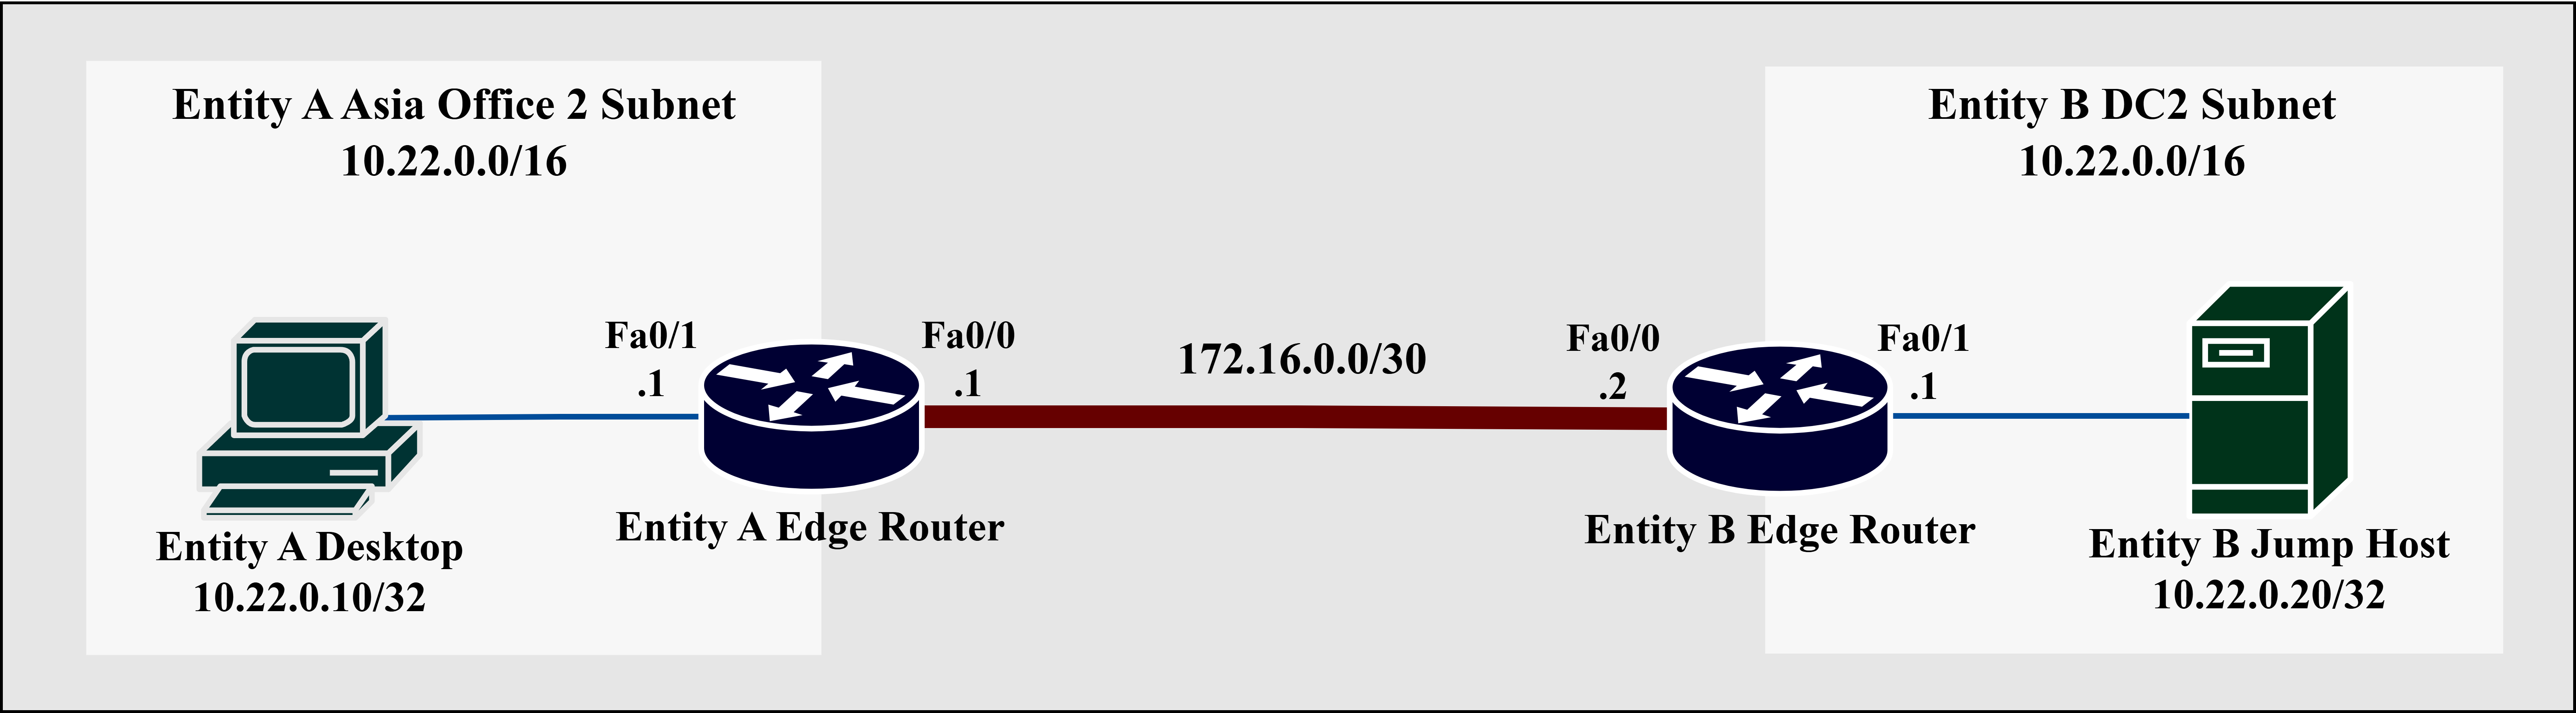 Entity A Asia Office 2 Subnet
10.22.0.0/16
Entity B DC2 Subnet
10.22.0.0/16
Fa0/1
.1
Fa0/0
.1
172.16.0.0/30
Fa0/0
.2
Fa0/1
.1
Entity A Desktop
10.22.0.10/32
Entity A Edge Router
Entity B Edge Router
Entity B Jump Host
10.22.0.20/32